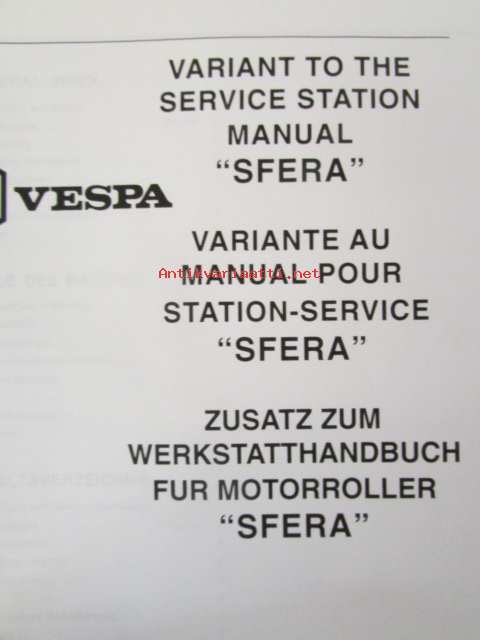 VARIANT TO THE
SERVICE STATION
MANUAL
“SFERA”
VESPA
VARIANTE AU
Antikvariaatti.net
MANUAL POUR
STATION-SERVICE
“SFERA”
ZUSATZ ZUM
WERKSTATTHANDBUCH
FUR MOTORROLLER
“SFERA”